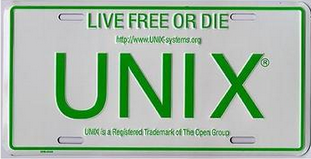 LIVE FREE OR DIE
http://www.UNIX-systems.org
UNIX®
UNIX is a Registered Trademark of The Open Group